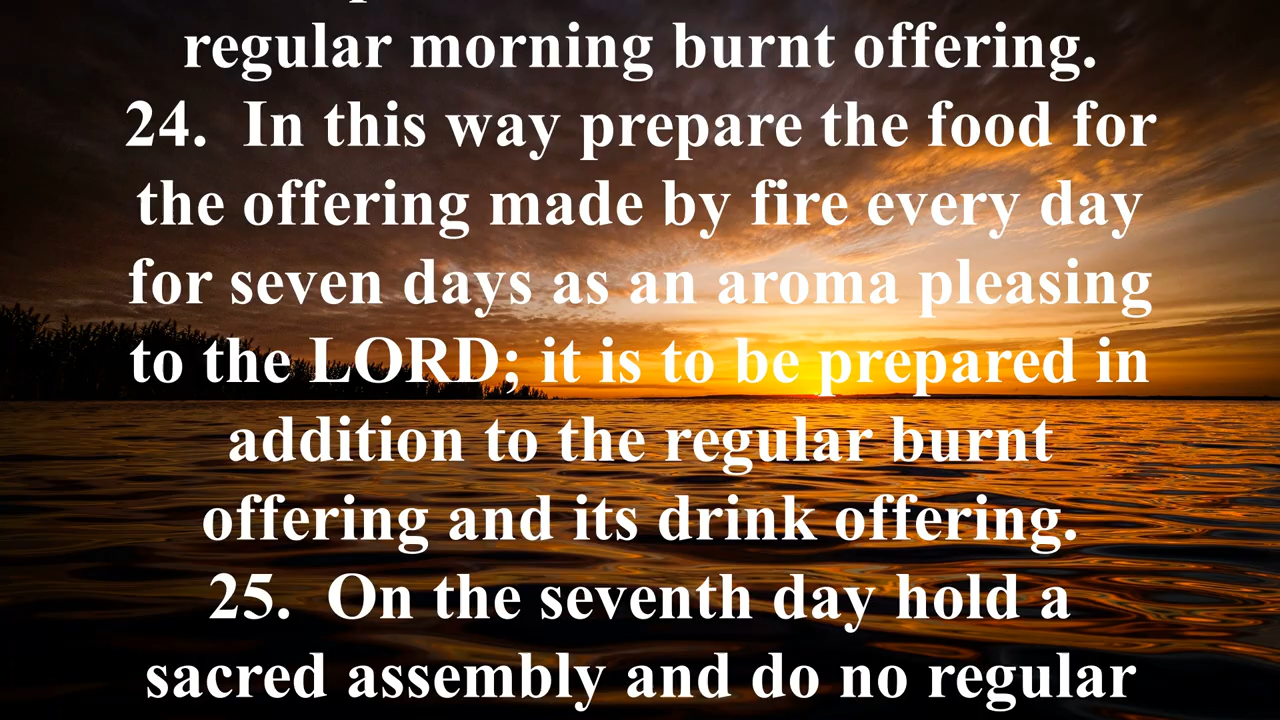 regular morning burnt offering.
24.  In this way prepare the food for
the offering made by fire every day
for seven days as an aroma pleasing
to the LORD; it is to be prepared in
addition to the regular burnt
offering and its drink offering.
25.  On the seventh day hold a
sacred assembly and do no regular